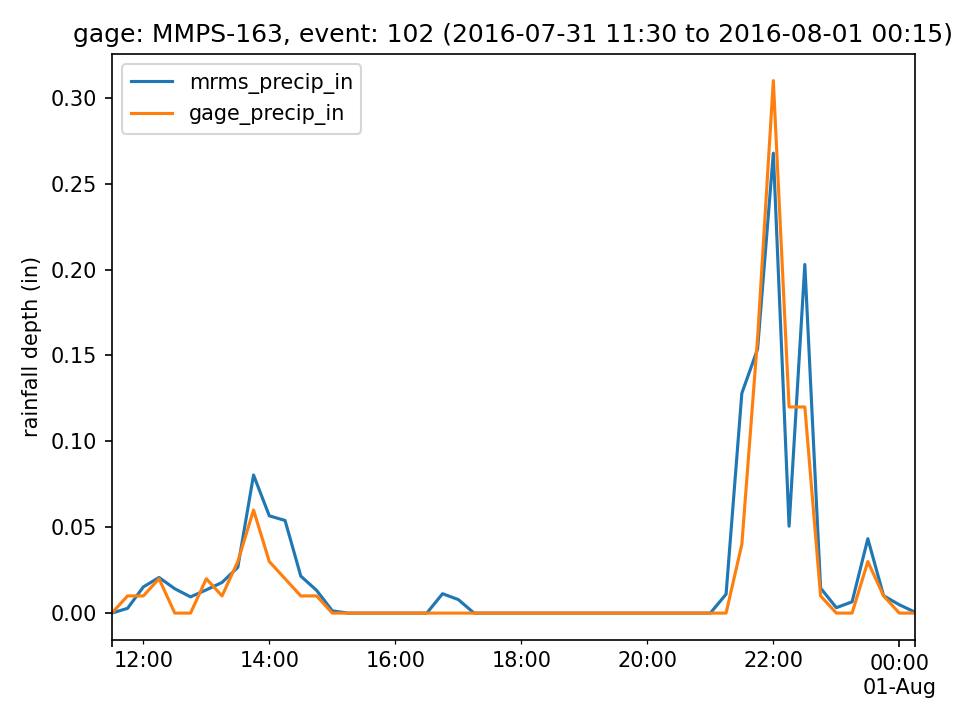 gage: MMPS-163, event: 102 (2016-07-31 11:30 to 2016-08-01 00:15)
mrms_precip_in
gage_precip_in
rainfall depth (in)
0.30
0.25
0.20
0.15
0.10
0.05
0.00
12:00 14:00 16:00 18:00 20:00 22:00 00:00
01-Aug